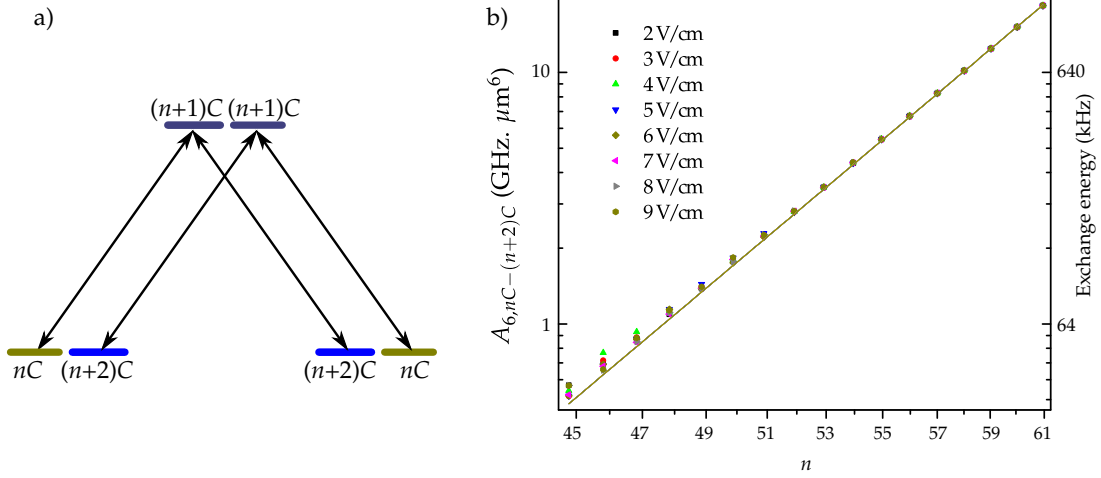 a)
(n+1)C (n+1)C
nC (n+2)C (n+2)C nC
b)
2 V/cm
3 V/cm
4 V/cm
5 V/cm
6 V/cm
7 V/cm
8 V/cm
9 V/cm
A6,nC−(n+2)C (GHz. μm⁶)
10
1
640
64
Exchange energy (kHz)
45 47 49 51 53 55 57 59 61
n